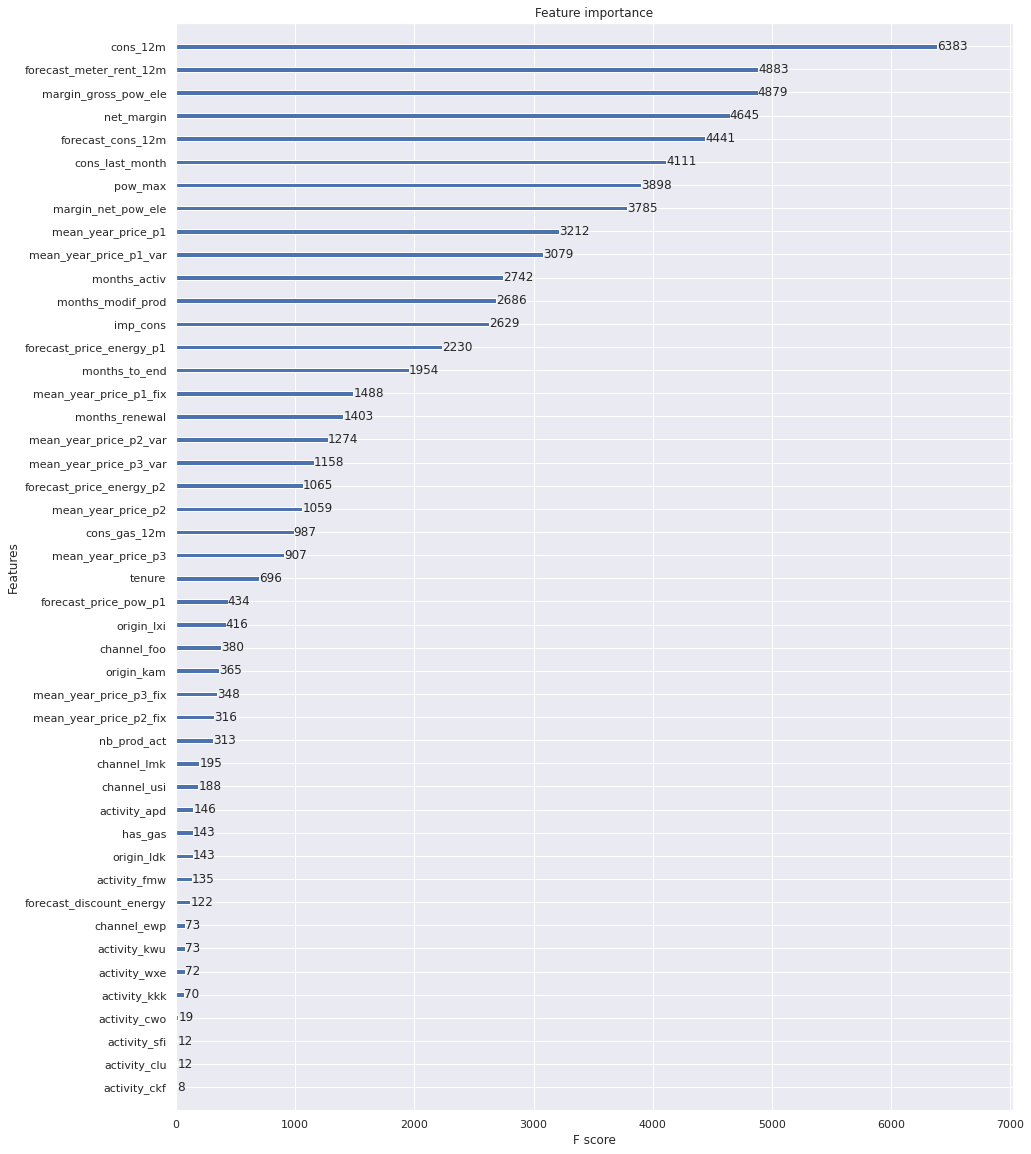 Feature importance
cons_12m 6383
forecast_meter_rent_12m 4883
margin_gross_pow_ele 4879
net_margin 4645
forecast_cons_12m 4441
cons_last_month 4111
pow_max 3898
margin_net_pow_ele 3785
mean_year_price_p1 3212
mean_year_price_p1_var 3079
months_activ 2742
months_modif_prod 2686
imp_cons 2629
forecast_price_energy_p1 2230
months_to_end 1954
mean_year_price_p1_fix 1488
months_renewal 1403
mean_year_price_p2_var 1274
mean_year_price_p3_var 1158
forecast_price_energy_p2 1065
mean_year_price_p2 1059
cons_gas_12m 987
mean_year_price_p3 907
tenure 696
forecast_price_pow_p1 434
origin_lxi 416
channel_foo 380
origin_kam 365
mean_year_price_p3_fix 348
mean_year_price_p2_fix 316
nb_prod_act 313
channel_lmk 195
channel_usi 188
activity_apd 146
has_gas 143
origin_ldk 143
activity_fmw 135
forecast_discount_energy 122
channel_ewp 73
activity_kwu 73
activity_wxe 72
activity_kkk 70
activity_cwo 19
activity_sfi 12
activity_clu 12
activity_ckf 8
Features
0 1000 2000 3000 4000 5000 6000 7000
F score